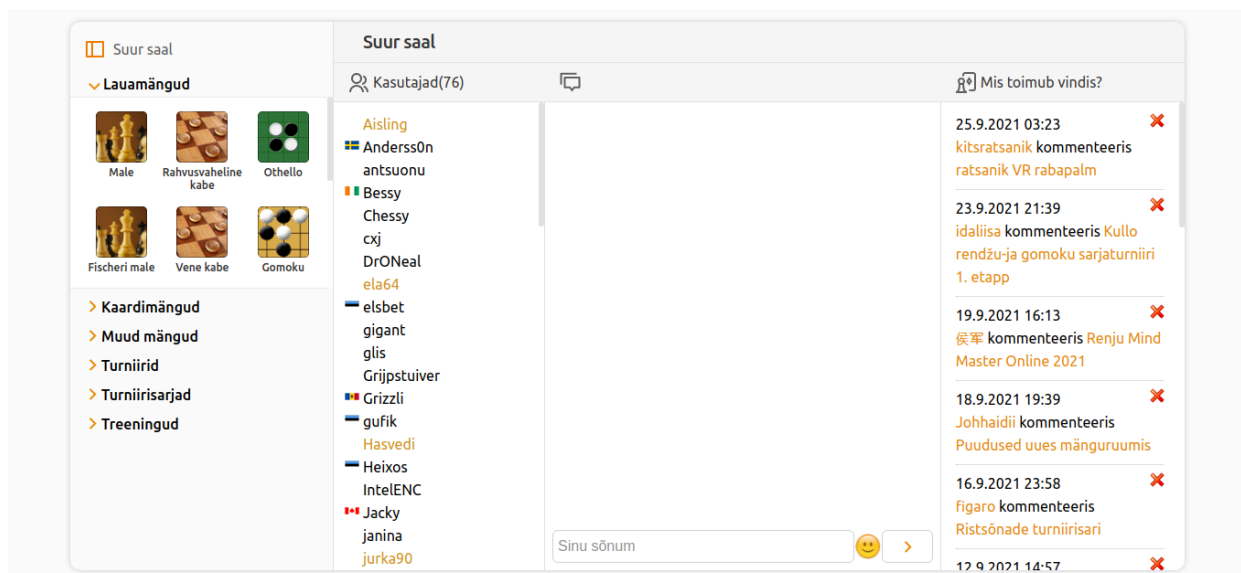 Suur saal
Lauamängud
Male
Rahvusvaheline
kabe
Othello
Fischeri male
Vene kabe
Gomoku
Kaardimängud
Muud mängud
Turniirid
Turniirisarjad
Treeningud
Suur saal
Kasutajad(76)
Aisling
Anderss0n
antsuonu
Bessy
Chessy
cxj
DrONeal
ela64
elsbet
gigant
glis
Grijpstuiver
Grizzli
gufik
Hasvedi
Heixos
IntelENC
Jacky
janina
jurka90
Sinu sõnum
Mis toimub vindis?
25.9.2021 03:23
kitsratsanik kommenteeris
ratsanik VR rabapalm
23.9.2021 21:39
idaliisa kommenteeris Kullo
rendžu-ja gomoku sarjaturniiri
1. etapp
19.9.2021 16:13
侯军 kommenteeris Renju Mind
Master Online 2021
18.9.2021 19:39
Johhaidii kommenteeris
Puudused uues mänguruumis
16.9.2021 23:58
figaro kommenteeris
Ristsõnade turniirisari
12.9.2021 14:57